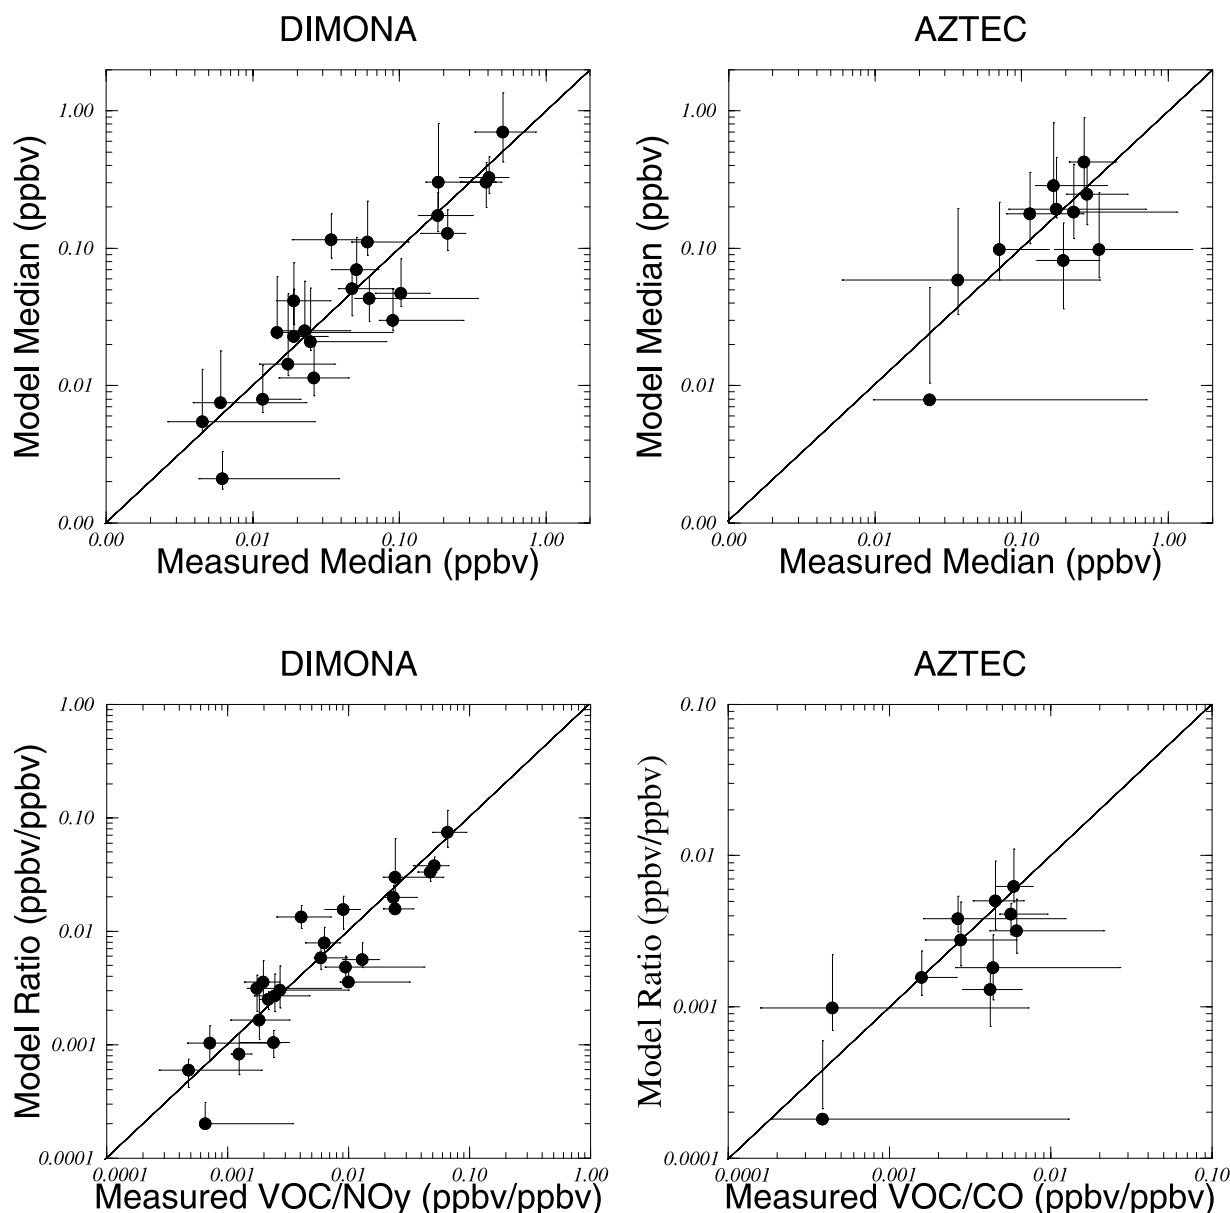 DIMONA
AZTEC
Model Median (ppbv)
1.00
0.10
0.01
0.00
0.00
0.01
0.10
1.00
Measured Median (ppbv)
Model Median (ppbv)
1.00
0.10
0.01
0.00
0.00
0.01
0.10
1.00
Measured Median (ppbv)
DIMONA
AZTEC
Model Ratio (ppbv/ppbv)
1.00
0.10
0.01
0.001
0.0001
0.0001
0.001
0.01
0.10
1.00
Measured VOC/NOy (ppbv/ppbv)
Model Ratio (ppbv/ppbv)
0.10
0.01
0.001
0.0001
0.0001
0.001
0.01
0.10
Measured VOC/CO (ppbv/ppbv)